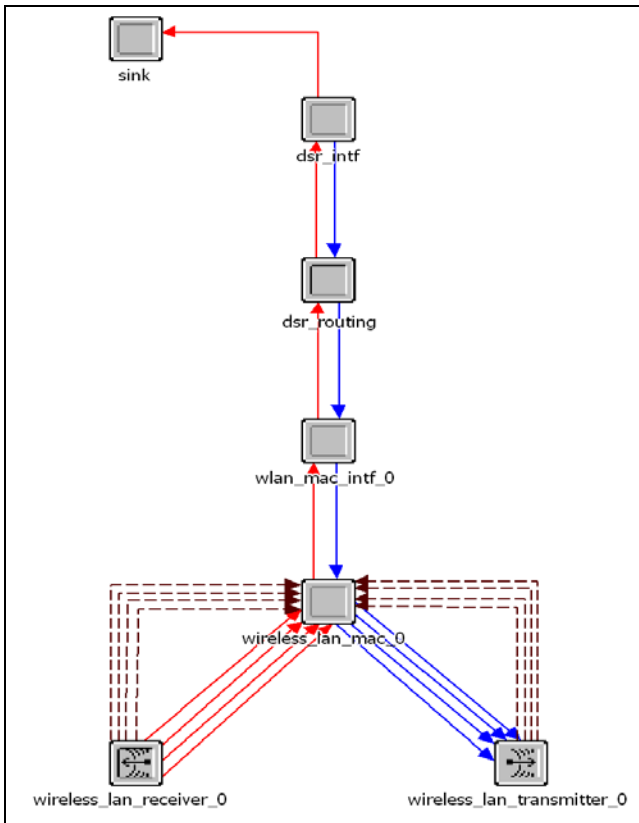 sink
dsr_intf
dsr_routing
wlan_mac_intf_0
wireless_lan_mac_0
wireless_lan_receiver_0
wireless_lan_transmitter_0